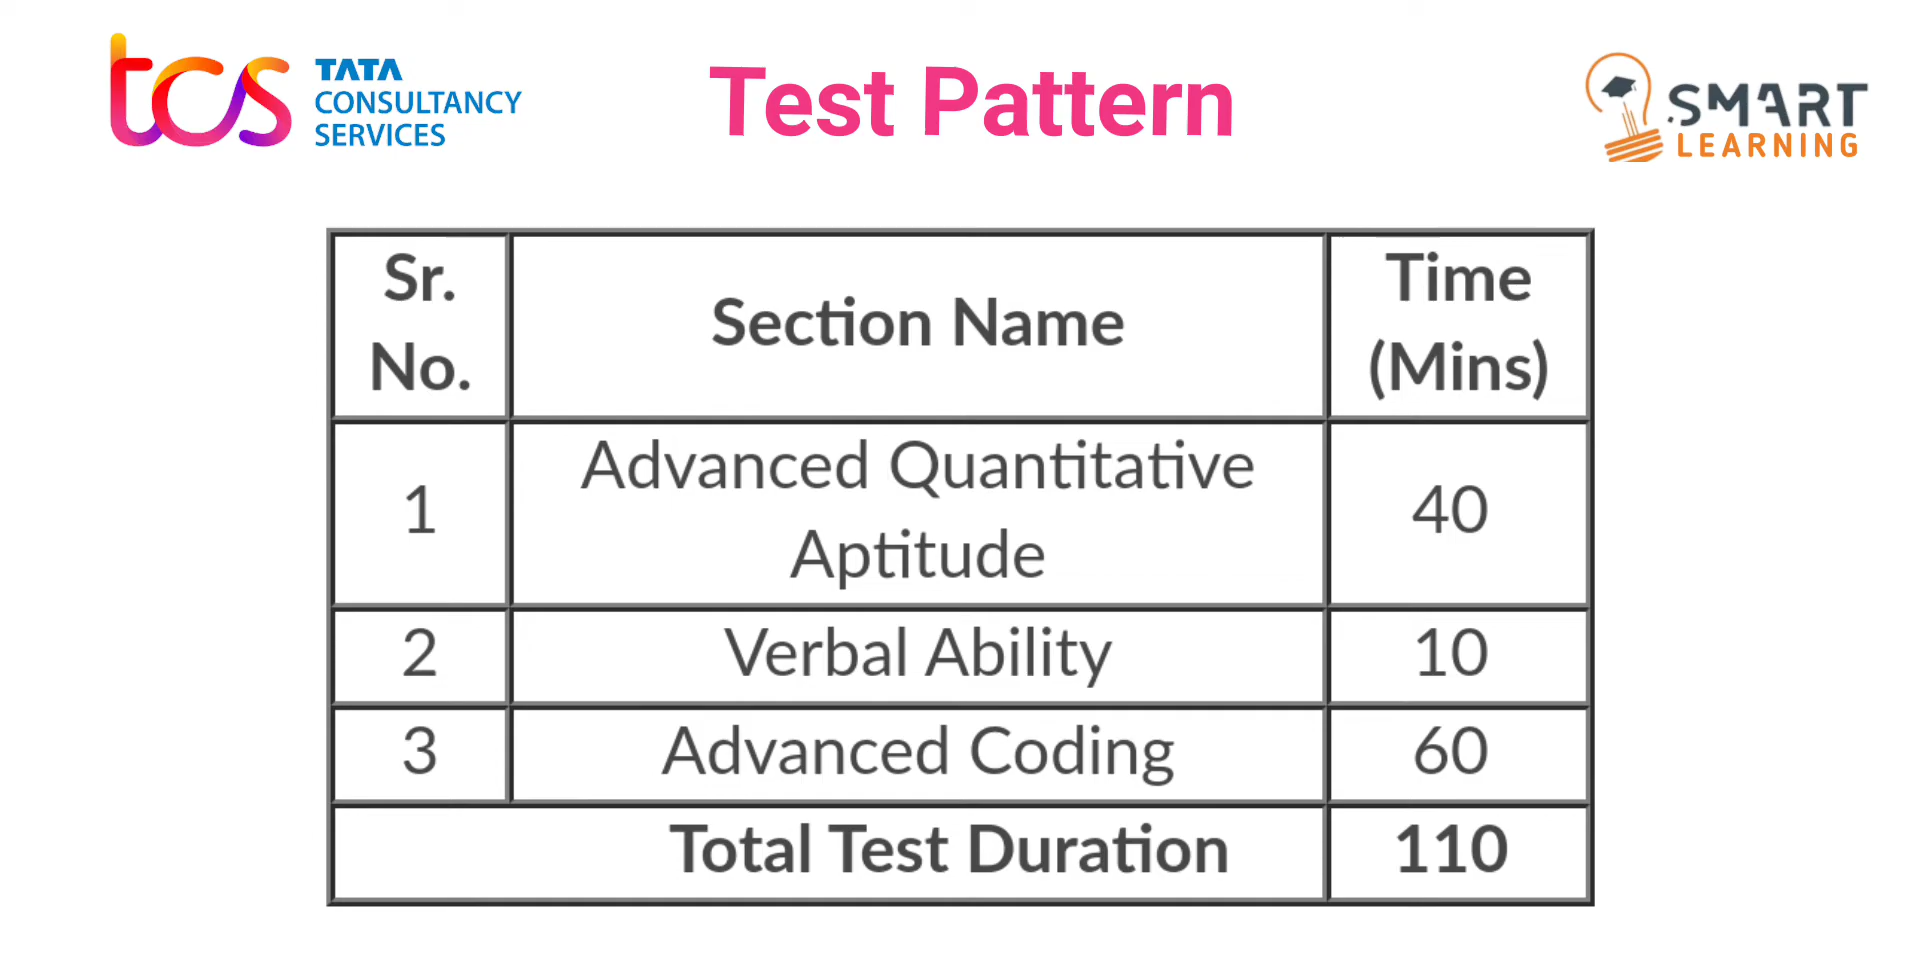 tcs TATA
CONSULTANCY
SERVICES
Test Pattern
SMART
LEARNING
Sr.
No.
Section Name
Time
(Mins)
1
Advanced Quantitative
Aptitude
40
2 Verbal Ability 10
3 Advanced Coding 60
Total Test Duration 110